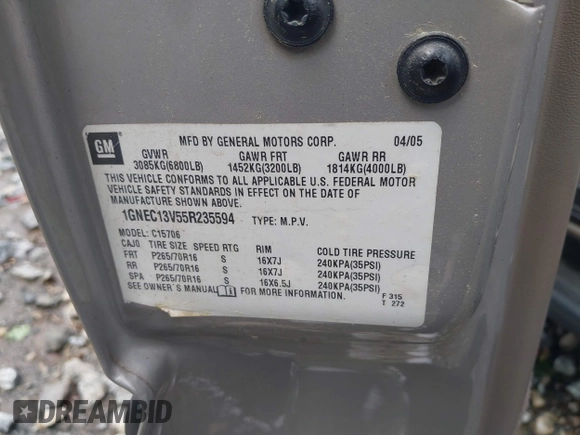 GM
MFD BY GENERAL MOTORS CORP. 04/05
GVWR GAWR FRT GAWR RR
3085KG(6800LB) 1452KG(3200LB) 1814KG(4000LB)
THIS VEHICLE CONFORMS TO ALL APPLICABLE U.S. FEDERAL MOTOR
VEHICLE SAFETY STANDARDS IN EFFECT ON THE DATE OF
MANUFACTURE SHOWN ABOVE.
1GNEC13V55R235594 TYPE: M.P.V.
MODEL: C15706
CAJO TIRE SIZE SPEED RTG RIM COLD TIRE PRESSURE
FRT P265/70R16 S 16X7J 240KPA(35PSI)
RR P265/70R16 S 16X7J 240KPA(35PSI)
SPA P265/70R16 S 16X6.5J 240KPA(35PSI)
SEE OWNER'S MANUAL FOR MORE INFORMATION.
F 315
T 272
DREAMBID